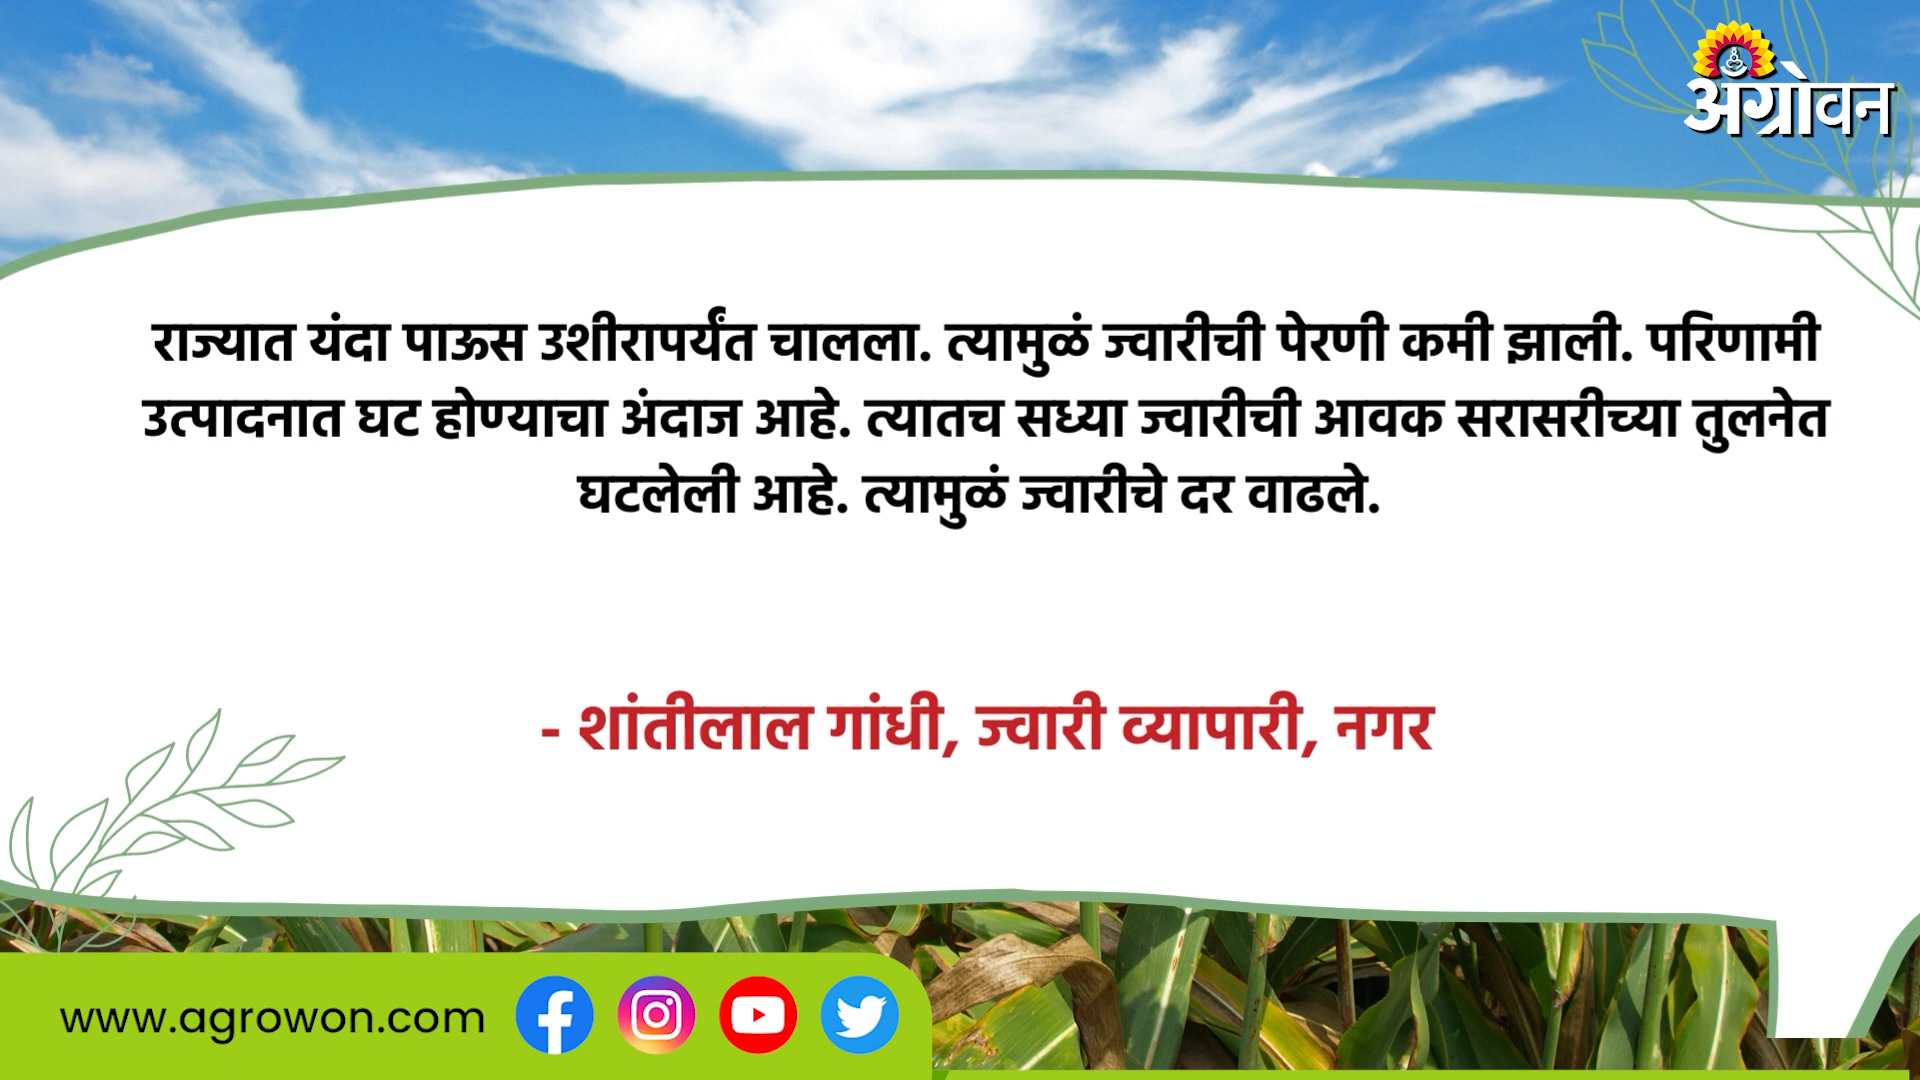 अॅग्रोवन
राज्यात यंदा पाऊस उशीरापर्यंत चालला. त्यामुळं ज्वारीची पेरणी कमी झाली. परिणामी
उत्पादनात घट होण्याचा अंदाज आहे. त्यातच सध्या ज्वारीची आवक सरासरीच्या तुलनेत
घटलेली आहे. त्यामुळं ज्वारीचे दर वाढले.
- शांतीलाल गांधी, ज्वारी व्यापारी, नगर
www.agrowon.com